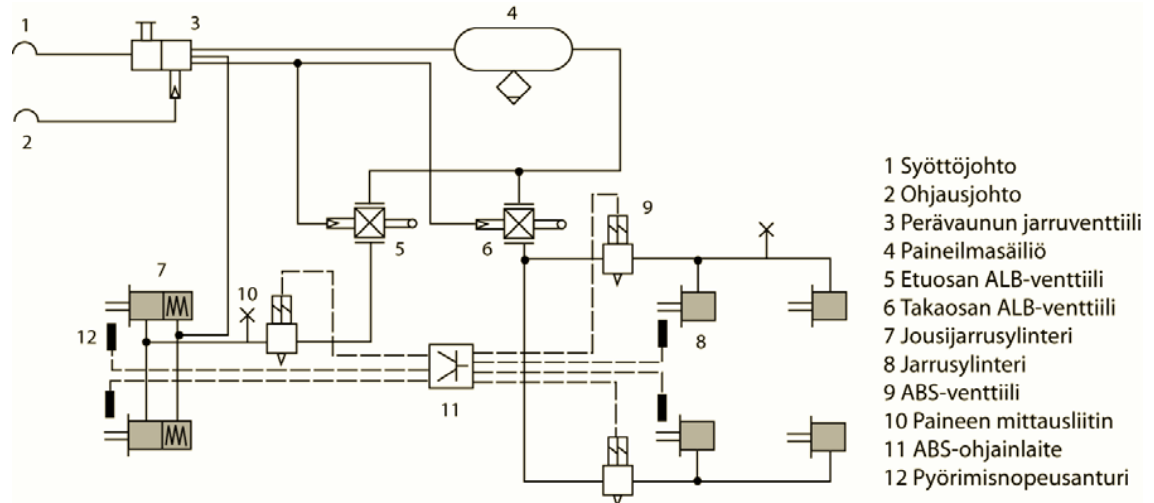 1
3
4
2
5
6
9
7
10
12
8
11
1 Syöttöjohto
2 Ohjausjohto
3 Perävaunun jarruventtiili
4 Paineilmasäiliö
5 Etuosan ALB-venttiili
6 Takaosan ALB-venttiili
7 Jousijarrusylinteri
8 Jarrusylinteri
9 ABS-venttiili
10 Paineen mittausliitin
11 ABS-ohjainlaite
12 Pyörimisnopeusanturi